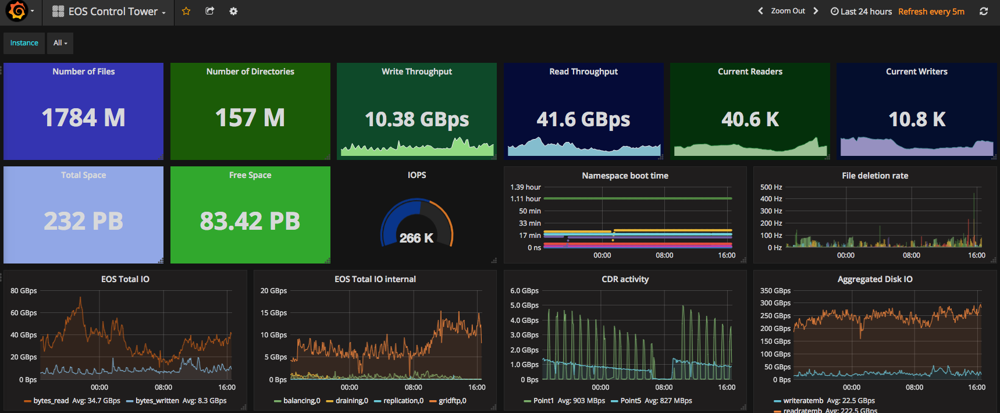 EOS Control Tower
Zoom Out
Last 24 hours
Refresh every 5m
Instance
All
Number of Files
1784 M
Number of Directories
157 M
Write Throughput
10.38 GBps
Read Throughput
41.6 GBps
Current Readers
40.6 K
Current Writers
10.8 K
Total Space
232 PB
Free Space
83.42 PB
IOPS
266 K
Namespace boot time
1.39 hour
1.11 hour
50 min
33 min
17 min
0 ns
00:00 08:00 16:00
File deletion rate
500 Hz
400 Hz
300 Hz
200 Hz
100 Hz
0 Hz
00:00 08:00 16:00
EOS Total IO
80 GBps
60 GBps
40 GBps
20 GBps
0 Bps
00:00 08:00 16:00
bytes_read Avg: 34.7 GBps bytes_written Avg: 8.3 GBps
EOS Total IO internal
20 GBps
15 GBps
10 GBps
5 GBps
0 Bps
00:00 08:00 16:00
balancing,0 draining,0 replication,0 gridftp,0
CDR activity
6.0 GBps
5.0 GBps
4.0 GBps
3.0 GBps
2.0 GBps
1.0 GBps
0 Bps
00:00 08:00 16:00
Point1 Avg: 903 MBps Point5 Avg: 827 MBps
Aggregated Disk IO
350 GBps
300 GBps
250 GBps
200 GBps
150 GBps
100 GBps
50 GBps
0 Bps
00:00 08:00 16:00
writeratemb Avg: 22.5 GBps
readratemb Avg: 222.5 GBps